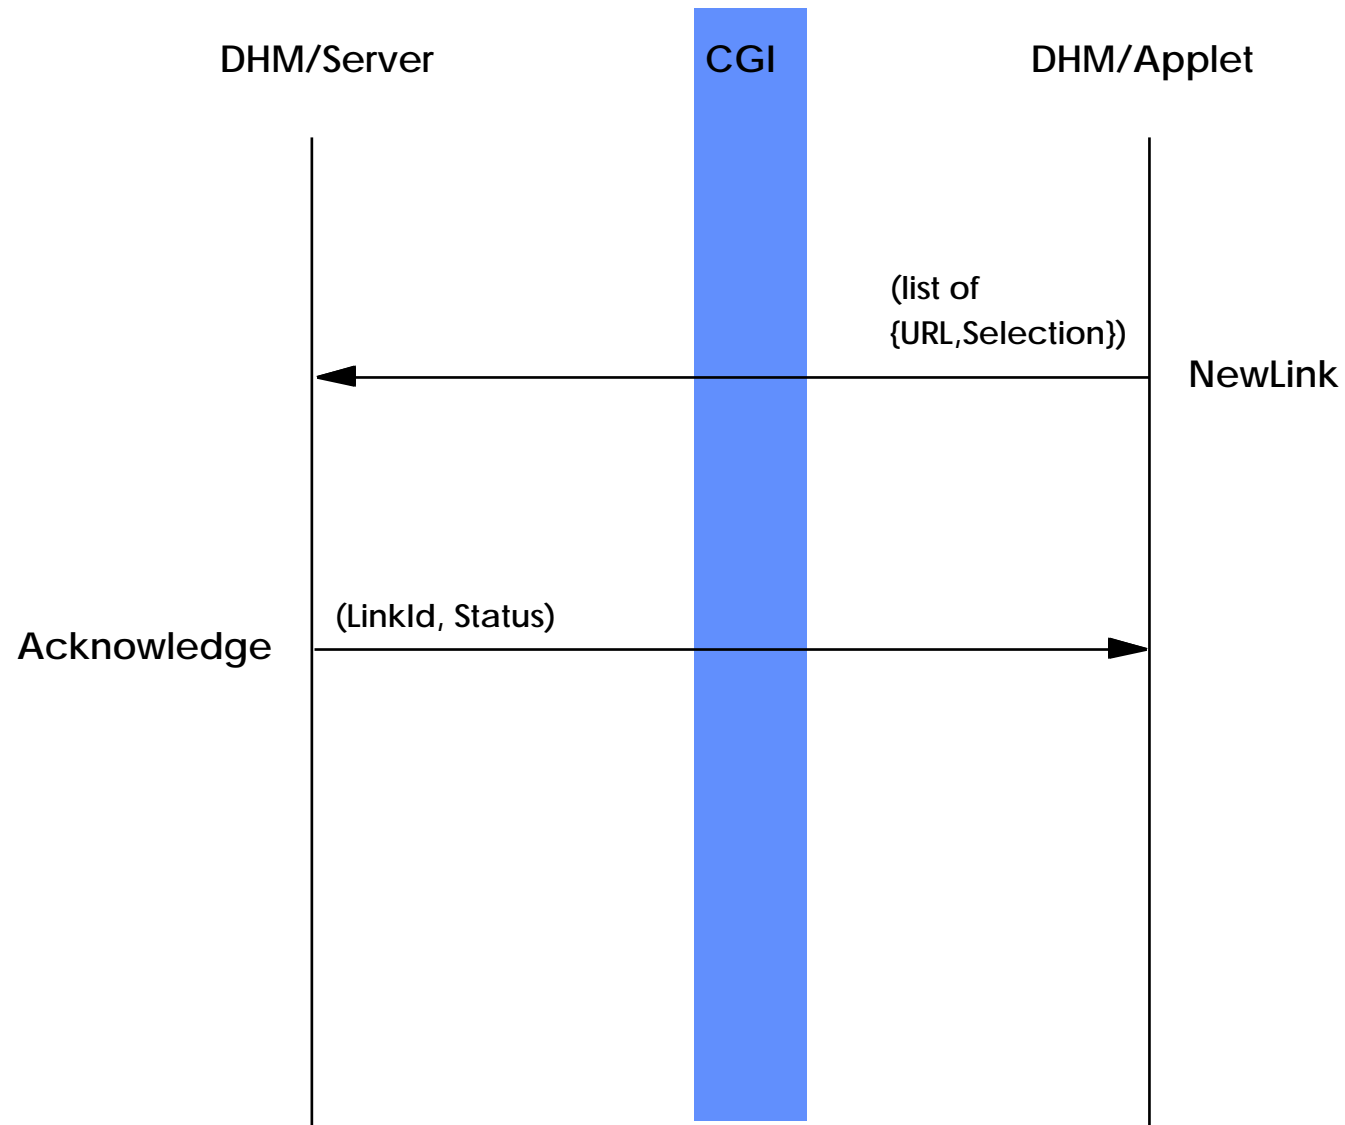 DHM/Server
CGI
DHM/Applet
(list of
{URL,Selection})
NewLink
(LinkId, Status)
Acknowledge